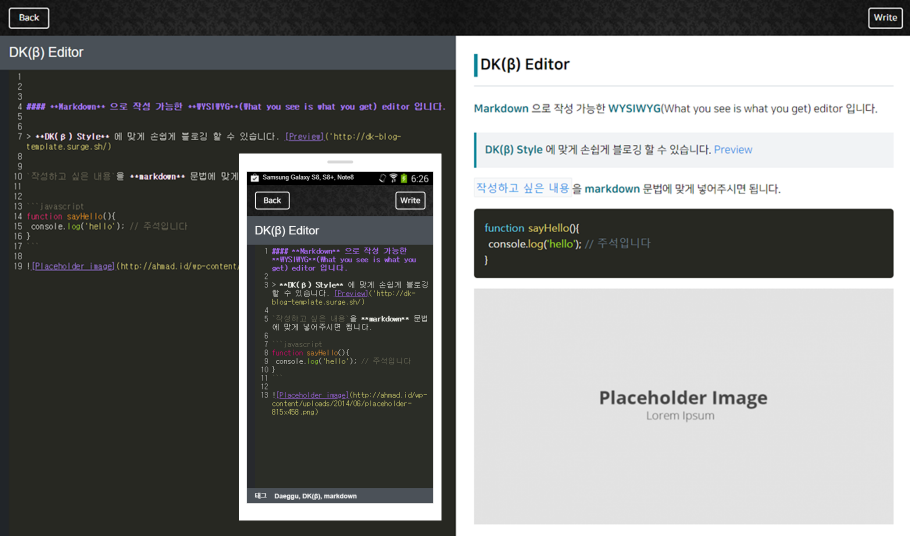 Back
Write
DK(β) Editor
1
2
3
4 #### **Markdown** 으로 작성 가능한 **WYSIWYG**(What you see is what you get) editor 입니다.
5
6
7 > **DK(β) Style** 에 맞게 손쉽게 블로깅 할 수 있습니다. [Preview]('http://dk-blog-
template.surge.sh/)
8
9
10 `작성하고 싶은 내용`을 **markdown** 문법에 맞게
11
12
13 ```javascript
14 function sayHello(){
15 console.log('hello'); // 주석입니다
16 }
17 ```
18
19 ![Placeholder image](http://ahmad.id/wp-content/
Samsung Galaxy S8, S8+, Note8
6:26
Back
Write
DK(β) Editor
1 #### **Markdown** 으로 작성 가능한
**WYSIWYG**(What you see is what you
get) editor 입니다.
2
3 > **DK(β) Style** 에 맞게 손쉽게 블로깅
할 수 있습니다. [Preview]('http://dk-
blog-template.surge.sh/)
4
5 `작성하고 싶은 내용`을 **markdown** 문법
에 맞게 넣어주시면 됩니다.
6
7 ```javascript
8 function sayHello(){
9 console.log('hello'); // 주석입니다
10 }
11 ```
12
13 ![Placeholder image](http://ahmad.id/wp-
content/uploads/2014/06/placeholder-
815x458.png)
태그 Daeggu, DK(β), markdown
DK(β) Editor
Markdown 으로 작성 가능한 WYSIWYG(What you see is what you get) editor 입니다.
DK(β) Style 에 맞게 손쉽게 블로깅 할 수 있습니다. Preview
작성하고 싶은 내용을 markdown 문법에 맞게 넣어주시면 됩니다.
function sayHello(){
console.log('hello'); // 주석입니다
}
Placeholder Image
Lorem Ipsum